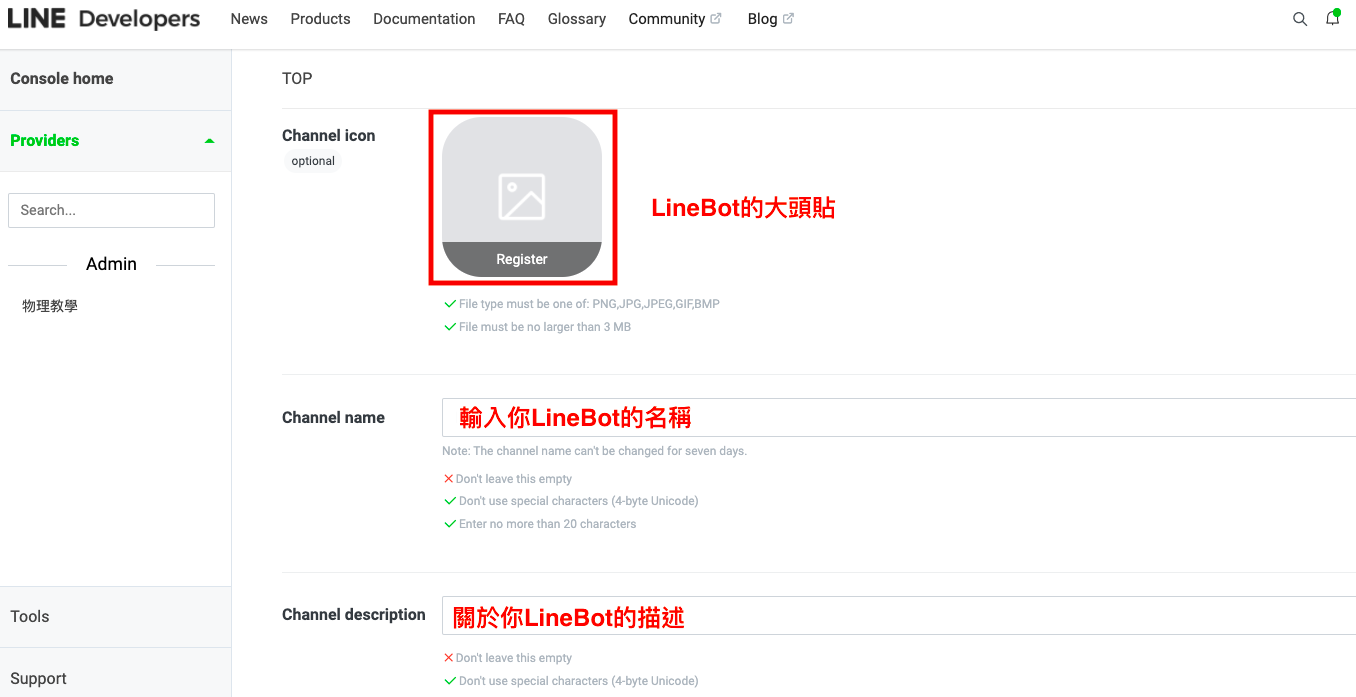 LINE Developers News Products Documentation FAQ Glossary Community Blog
Console home
Providers
Search...
Admin
物理教學
Tools
Support
TOP
Channel icon
optional
Register
LineBot的大頭貼
File type must be one of: PNG,JPG,JPEG,GIF,BMP
File must be no larger than 3 MB
Channel name
輸入你LineBot的名稱
Note: The channel name can't be changed for seven days.
Don't leave this empty
Don't use special characters (4-byte Unicode)
Enter no more than 20 characters
Channel description
關於你LineBot的描述
Don't leave this empty
Don't use special characters (4-byte Unicode)